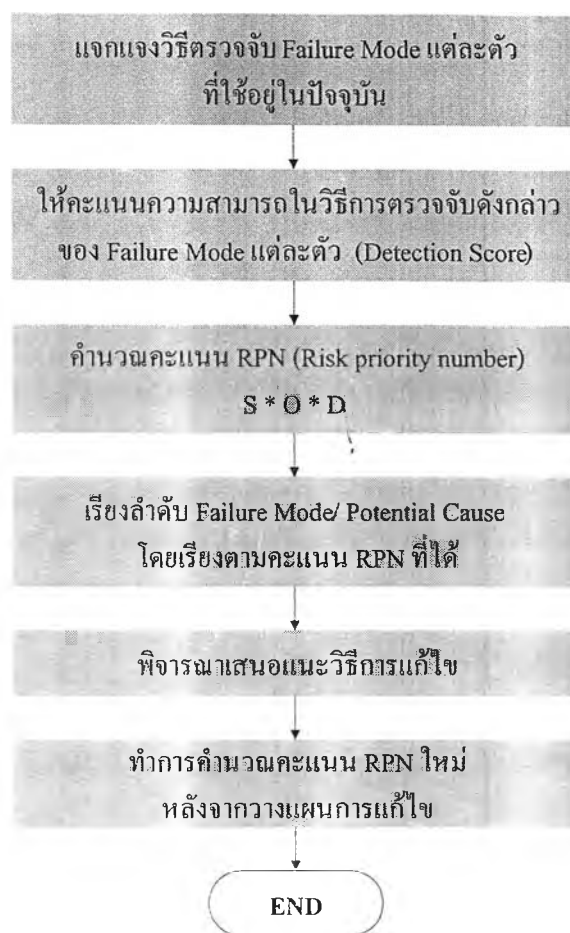 แจกแจงวิธีตรวจจับ Failure Mode แต่ละตัว
ที่ใช้อยู่ในปัจจุบัน
ให้คะแนนความสามารถในวิธีการตรวจจับดังกล่าว
ของ Failure Mode แต่ละตัว (Detection Score)
คำนวณคะแนน RPN (Risk priority number)
S * O * D
เรียงลำดับ Failure Mode/ Potential Cause
โดยเรียงตามคะแนน RPN ที่ได้
พิจารณาเสนอแนะวิธีการแก้ไข
ทำการคำนวณคะแนน RPN ใหม่
หลังจากวางแผนการแก้ไข
END